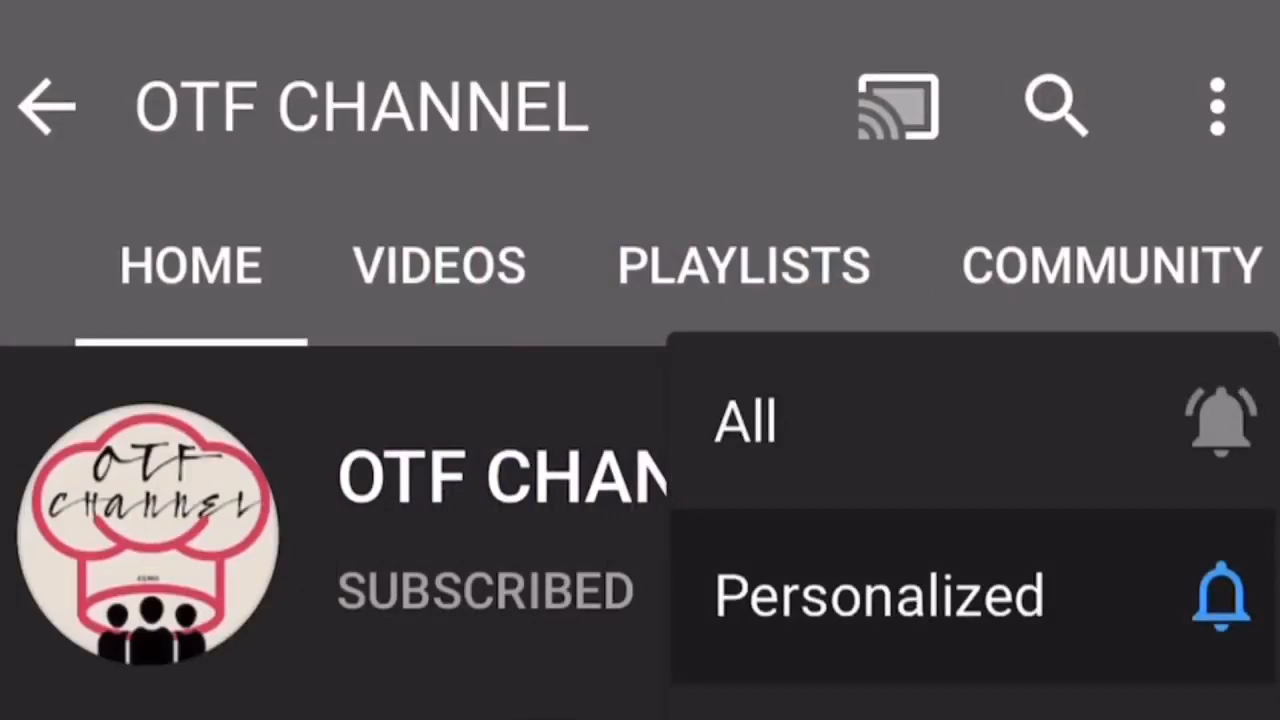 OTF CHANNEL
HOME VIDEOS PLAYLISTS COMMUNITY
All
OTF
CHANNEL
OTF CHAN
SUBSCRIBED
Personalized